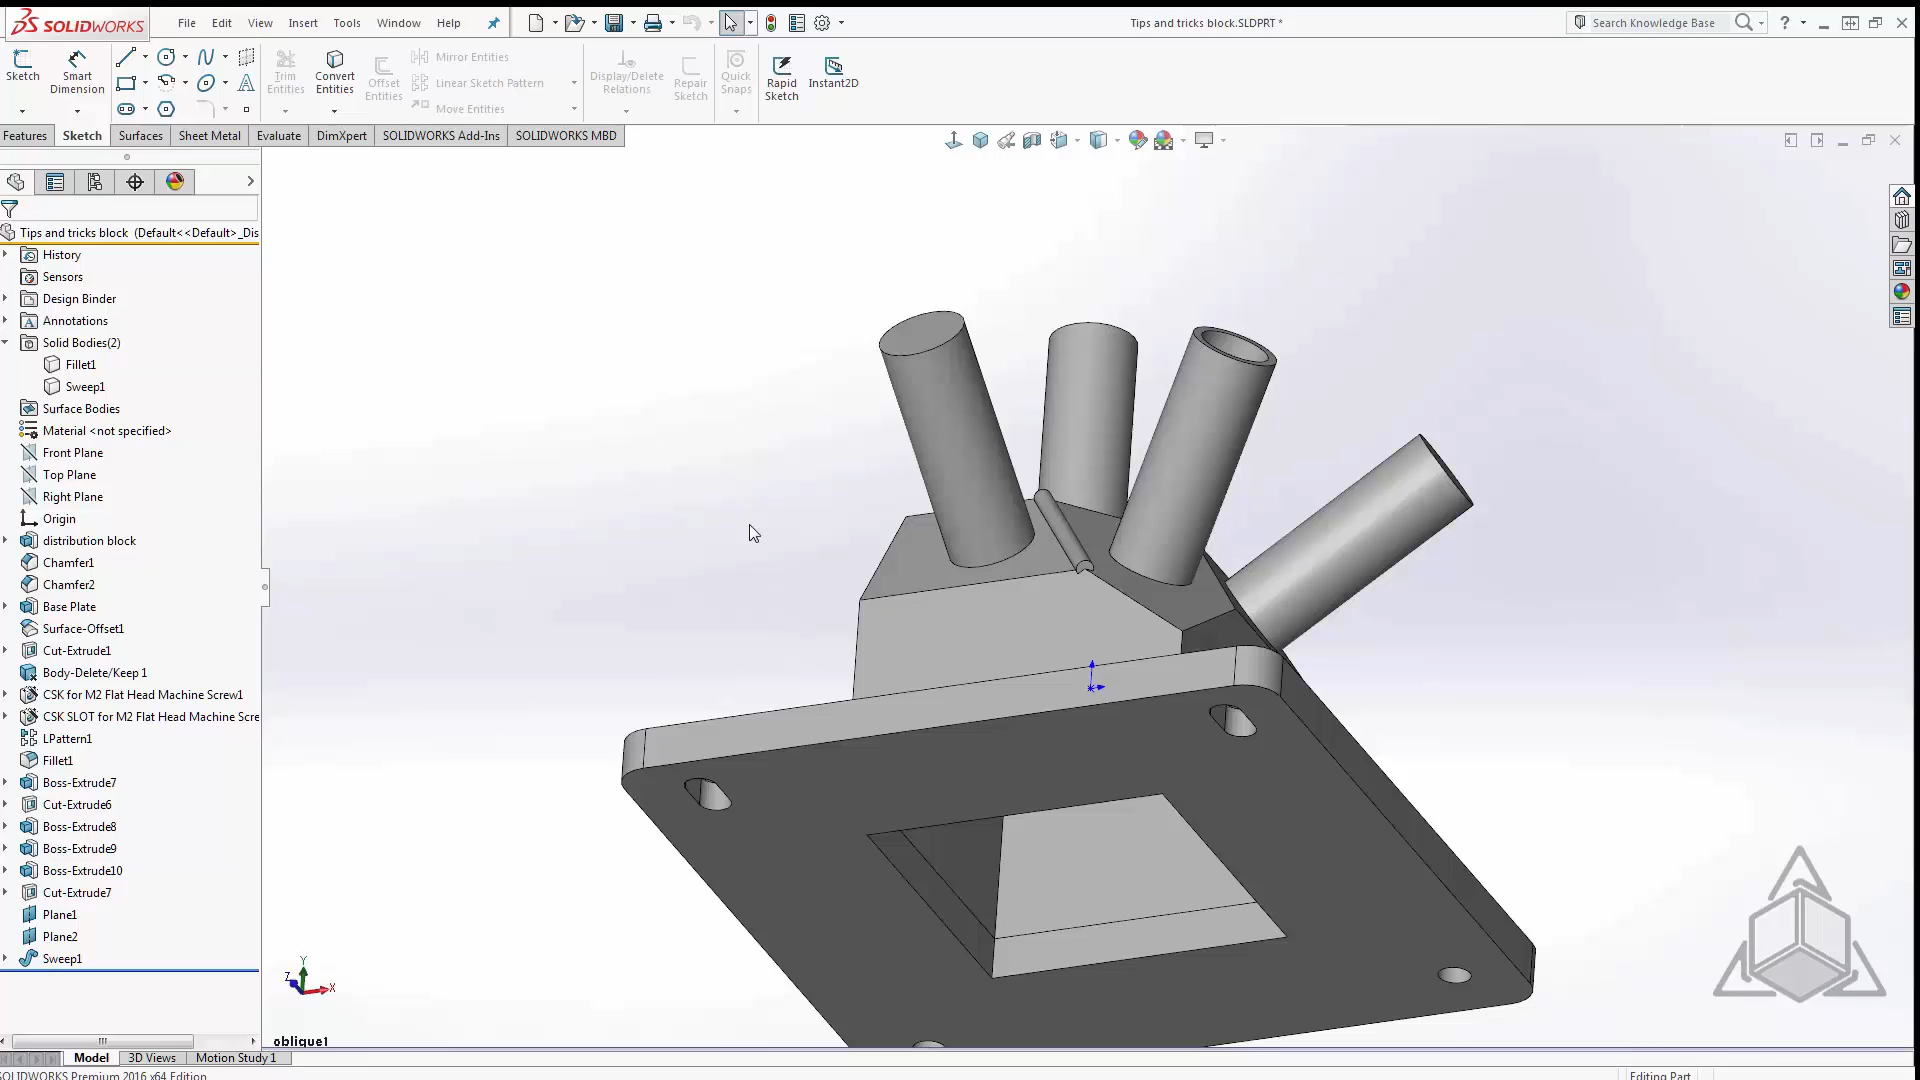 SOLIDWORKS
File Edit View Insert Tools Window Help
Tips and tricks block.SLDPRT *
Search Knowledge Base
?
Sketch
Smart Dimension
Trim Entities
Convert Entities
Offset Entities
Mirror Entities
Linear Sketch Pattern
Move Entities
Display/Delete Relations
Repair Sketch
Quick Snaps
Rapid Sketch
Instant2D
Features Sketch Surfaces Sheet Metal Evaluate DimXpert SOLIDWORKS Add-Ins SOLIDWORKS MBD
Tips and tricks block (Default<<Default>_Dis
History
Sensors
Design Binder
Annotations
Solid Bodies(2)
Fillet1
Sweep1
Surface Bodies
Material <not specified>
Front Plane
Top Plane
Right Plane
Origin
distribution block
Chamfer1
Chamfer2
Base Plate
Surface-Offset1
Cut-Extrude1
Body-Delete/Keep 1
CSK for M2 Flat Head Machine Screw1
CSK SLOT for M2 Flat Head Machine Scre
LPattern1
Fillet1
Boss-Extrude7
Cut-Extrude6
Boss-Extrude8
Boss-Extrude9
Boss-Extrude10
Cut-Extrude7
Plane1
Plane2
Sweep1
Y
Z
X
oblique1
Model 3D Views Motion Study 1
SOLIDWORKS Premium 2016 x64 Edition
Editing Part